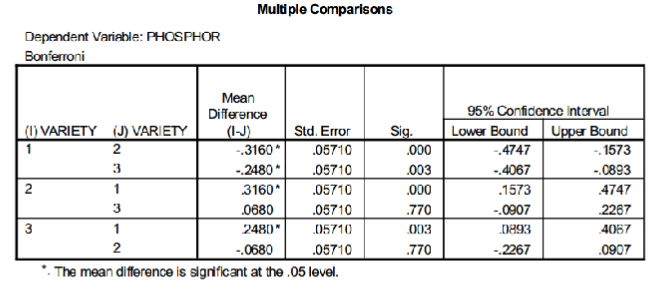 Multiple Comparisons
Dependent Variable: PHOSPHOR
Bonferroni
Mean
Difference
95% Confidence Interval
(I) VARIETY (J) VARIETY (I-J) Std. Error Sig. Lower Bound Upper Bound
1 2 -.3160* .05710 .000 -.4747 -.1573
3 -.2480* .05710 .003 -.4067 -.0893
2 1 .3160* .05710 .000 .1573 .4747
3 .0680 .05710 .770 -.0907 .2267
3 1 .2480* .05710 .003 .0893 .4067
2 -.0680 .05710 .770 -.2267 .0907
*. The mean difference is significant at the .05 level.